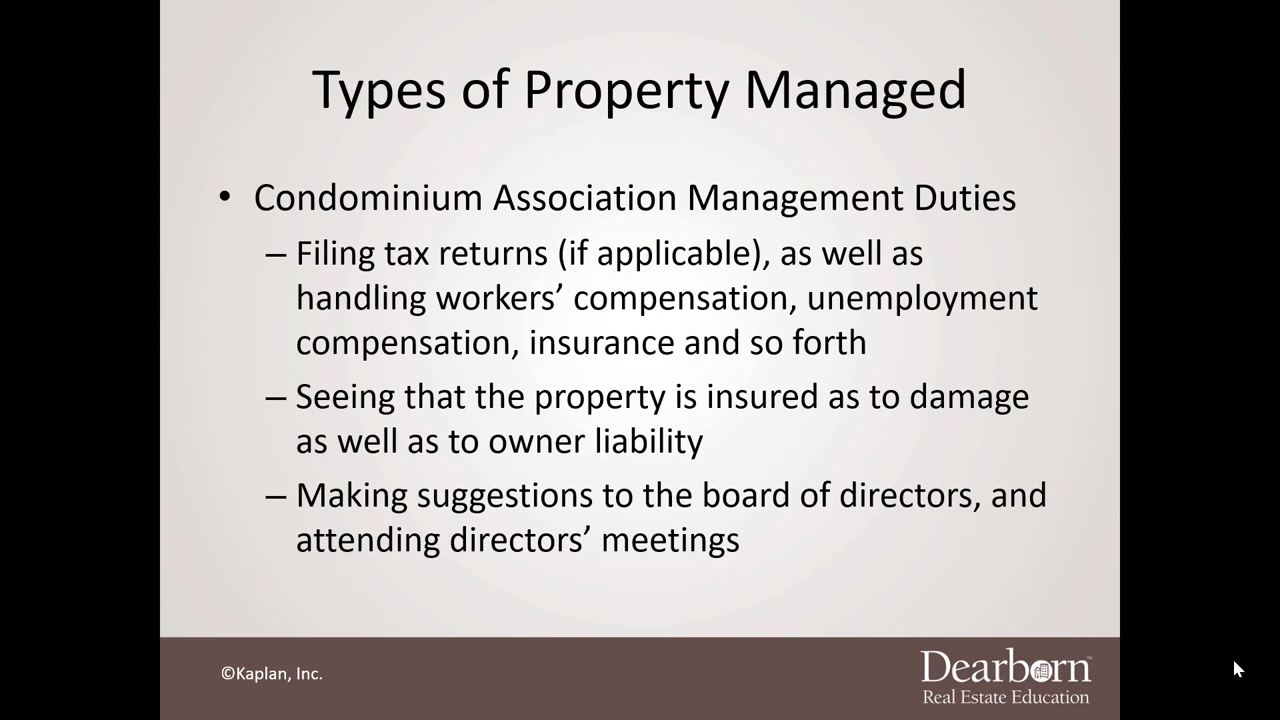 Types of Property Managed
• Condominium Association Management Duties
– Filing tax returns (if applicable), as well as
handling workers’ compensation, unemployment
compensation, insurance and so forth
– Seeing that the property is insured as to damage
as well as to owner liability
– Making suggestions to the board of directors, and
attending directors’ meetings
©Kaplan, Inc.
Dearborn™
Real Estate Education